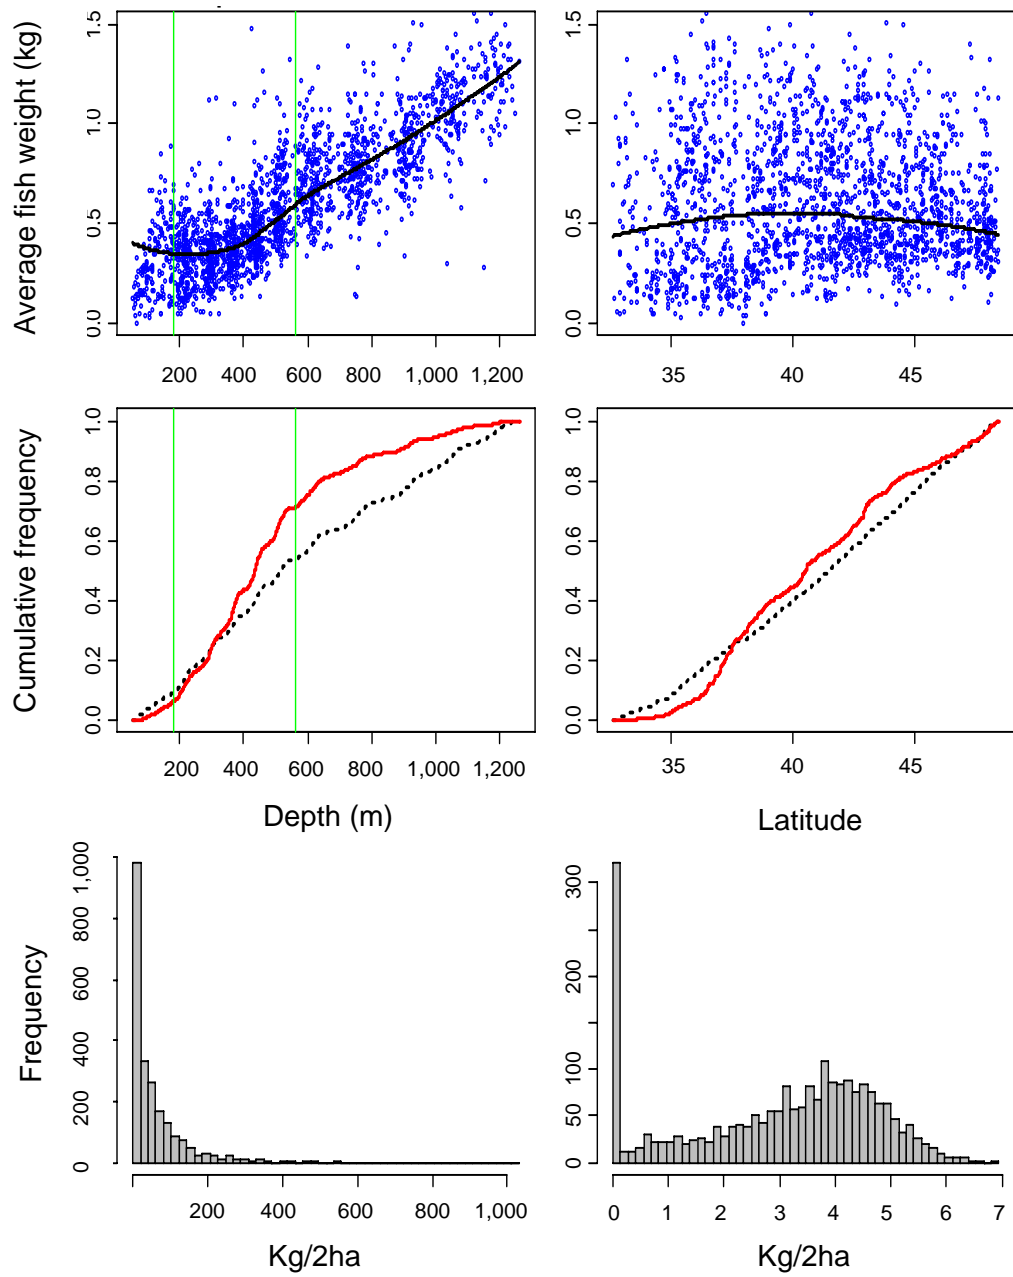 Average fish weight (kg)
0.0 0.5 1.0 1.5
200 400 600 800 1,000 1,200
0.0 0.5 1.0 1.5
35 40 45
Cumulative frequency
0.0 0.2 0.4 0.6 0.8 1.0
200 400 600 800 1,000 1,200
Depth (m)
0.0 0.2 0.4 0.6 0.8 1.0
35 40 45
Latitude
Frequency
0 200 400 600 800 1,000
200 400 600 800 1,000
Kg/2ha
0 50 100 200 300
0 1 2 3 4 5 6 7
Kg/2ha